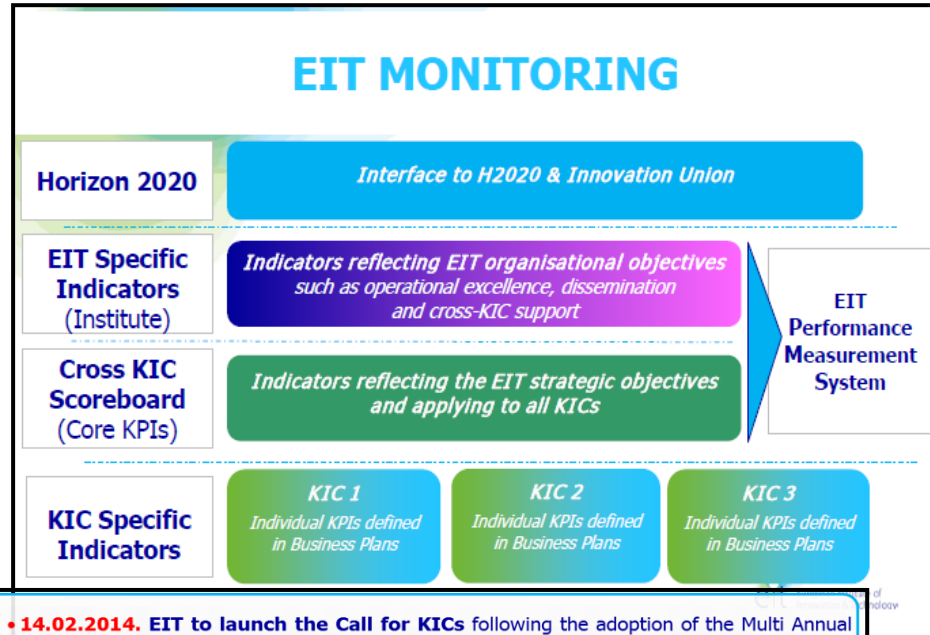 EIT MONITORING
Horizon 2020
Interface to H2020 & Innovation Union
EIT Specific
Indicators
(Institute)
Indicators reflecting EIT organisational objectives
such as operational excellence, dissemination
and cross-KIC support
EIT
Performance
Measurement
System
Cross KIC
Scoreboard
(Core KPIs)
Indicators reflecting the EIT strategic objectives
and applying to all KICs
KIC Specific
Indicators
KIC 1
Individual KPIs defined
in Business Plans
KIC 2
Individual KPIs defined
in Business Plans
KIC 3
Individual KPIs defined
in Business Plans
• 14.02.2014. EIT to launch the Call for KICs following the adoption of the Multi Annual